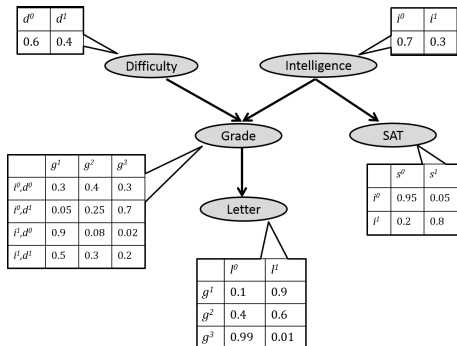 d⁰ d¹
0.6 0.4
i⁰ i¹
0.7 0.3
Difficulty
Intelligence
Grade
SAT
g¹ g² g³
i⁰,d⁰ 0.3 0.4 0.3
i⁰,d¹ 0.05 0.25 0.7
i¹,d⁰ 0.9 0.08 0.02
i¹,d¹ 0.5 0.3 0.2
s⁰ s¹
i⁰ 0.95 0.05
i¹ 0.2 0.8
Letter
l⁰ l¹
g¹ 0.1 0.9
g² 0.4 0.6
g³ 0.99 0.01